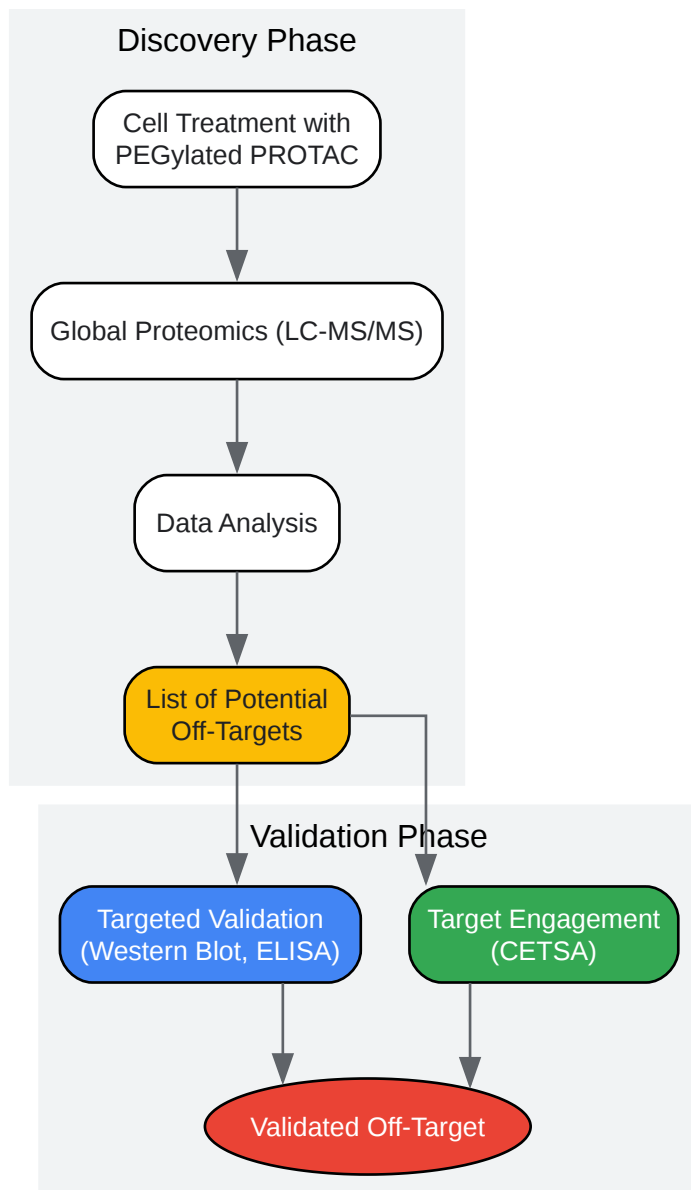 Discovery Phase
Cell Treatment with
PEGylated PROTAC
Global Proteomics (LC-MS/MS)
Data Analysis
List of Potential
Off-Targets
Validation Phase
Targeted Validation
(Western Blot, ELISA)
Target Engagement
(CETSA)
Validated Off-Target